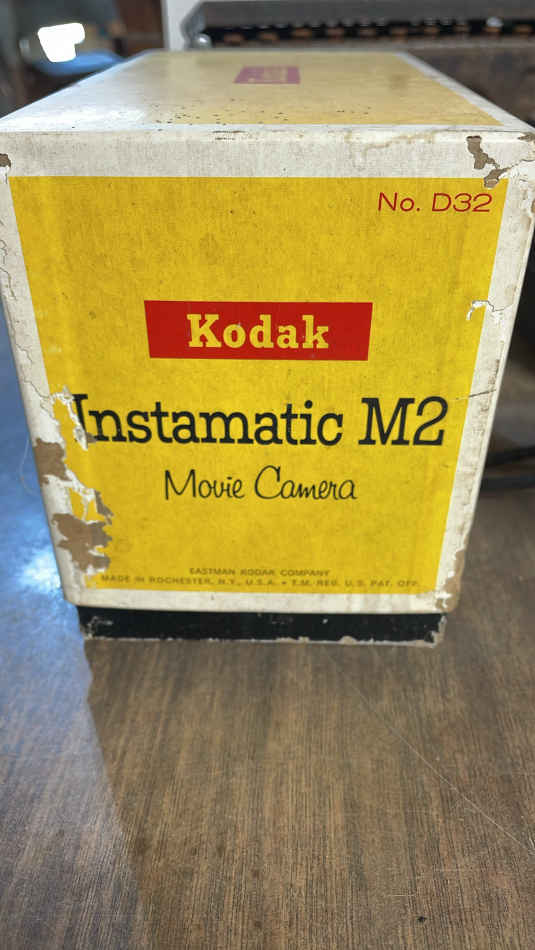 No. D32
Kodak
Instamatic M2
Movie Camera
EASTMAN KODAK COMPANY
MADE IN ROCHESTER, N.Y., U.S.A. • T.M. REG. U.S. PAT. OFF.